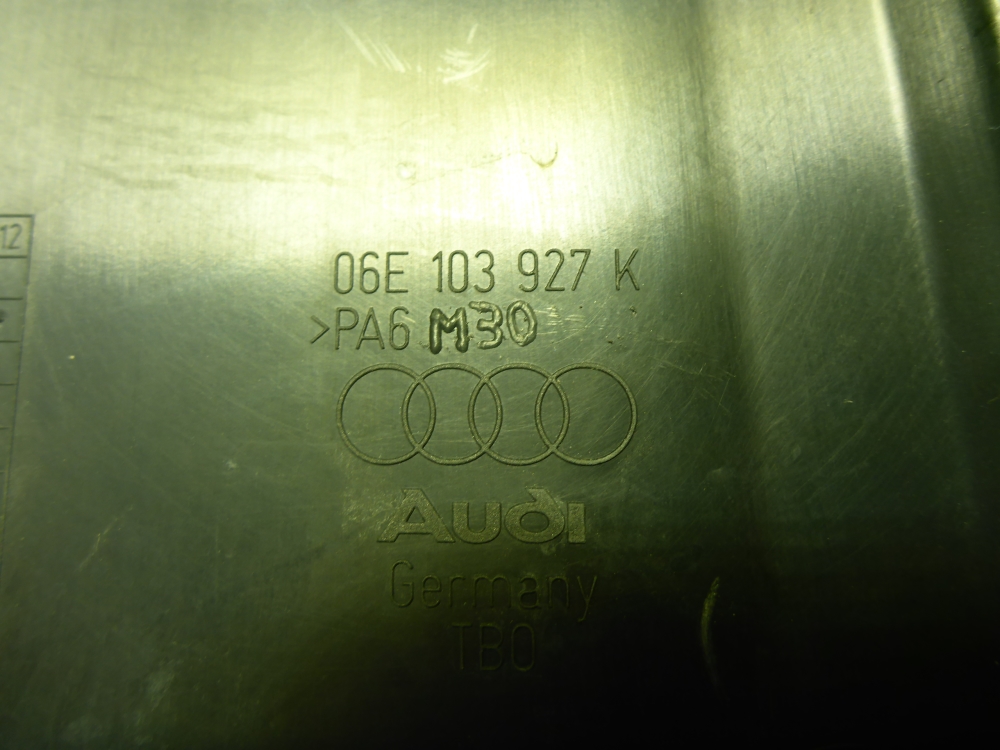 12
06E 103 927 K
>PA6 M30
Audi
Germany
TBO